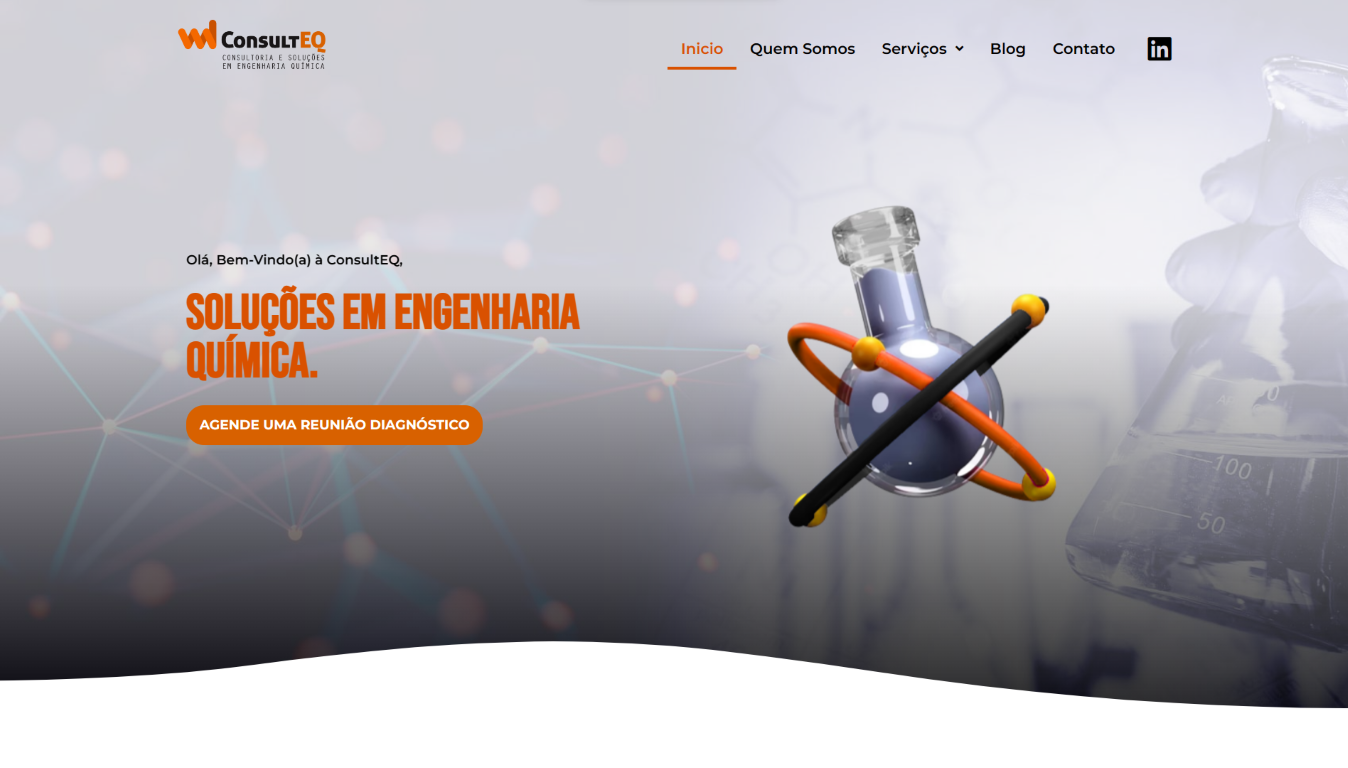 ConsultEQ
CONSULTORIA E SOLUÇÕES
EM ENGENHARIA QUÍMICA
Inicio Quem Somos Serviços Blog Contato in
Olá, Bem-Vindo(a) à ConsultEQ,
SOLUÇÕES EM ENGENHARIA
QUÍMICA.
AGENDE UMA REUNIÃO DIAGNÓSTICO
100
50